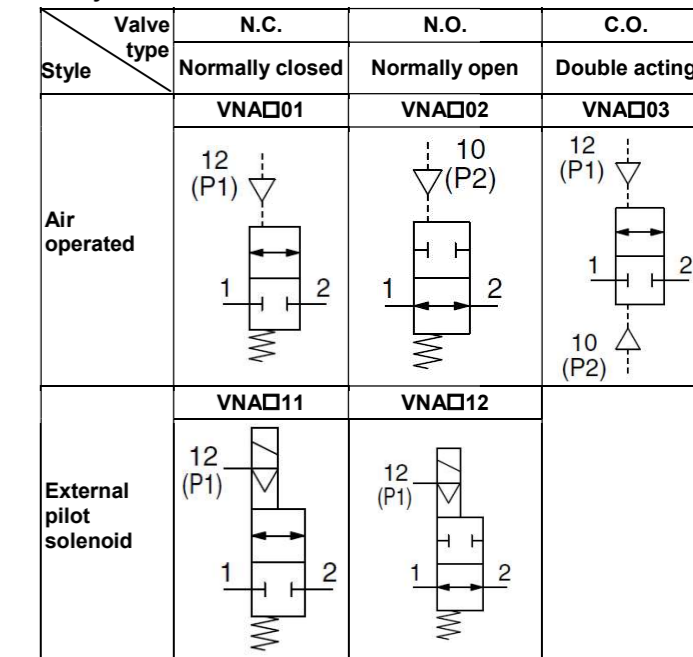 Valve type
Style
N.C.
N.O.
C.O.
Normally closed
Normally open
Double acting
Air operated
VNA□01
VNA□02
VNA□03
12
(P1)
1
2
10
(P2)
1
2
12
(P1)
1
2
10
(P2)
External
pilot
solenoid
VNA□11
VNA□12
12
(P1)
1
2
12
(P1)
1
2